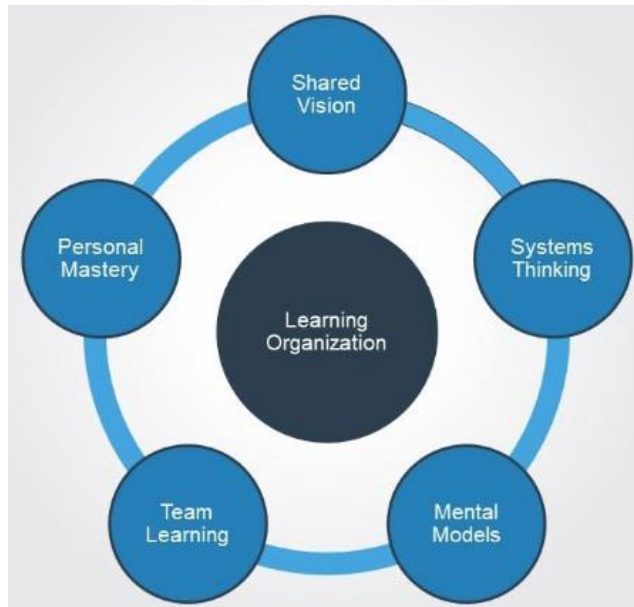 Shared
Vision
Personal
Mastery
Systems
Thinking
Learning
Organization
Team
Learning
Mental
Models